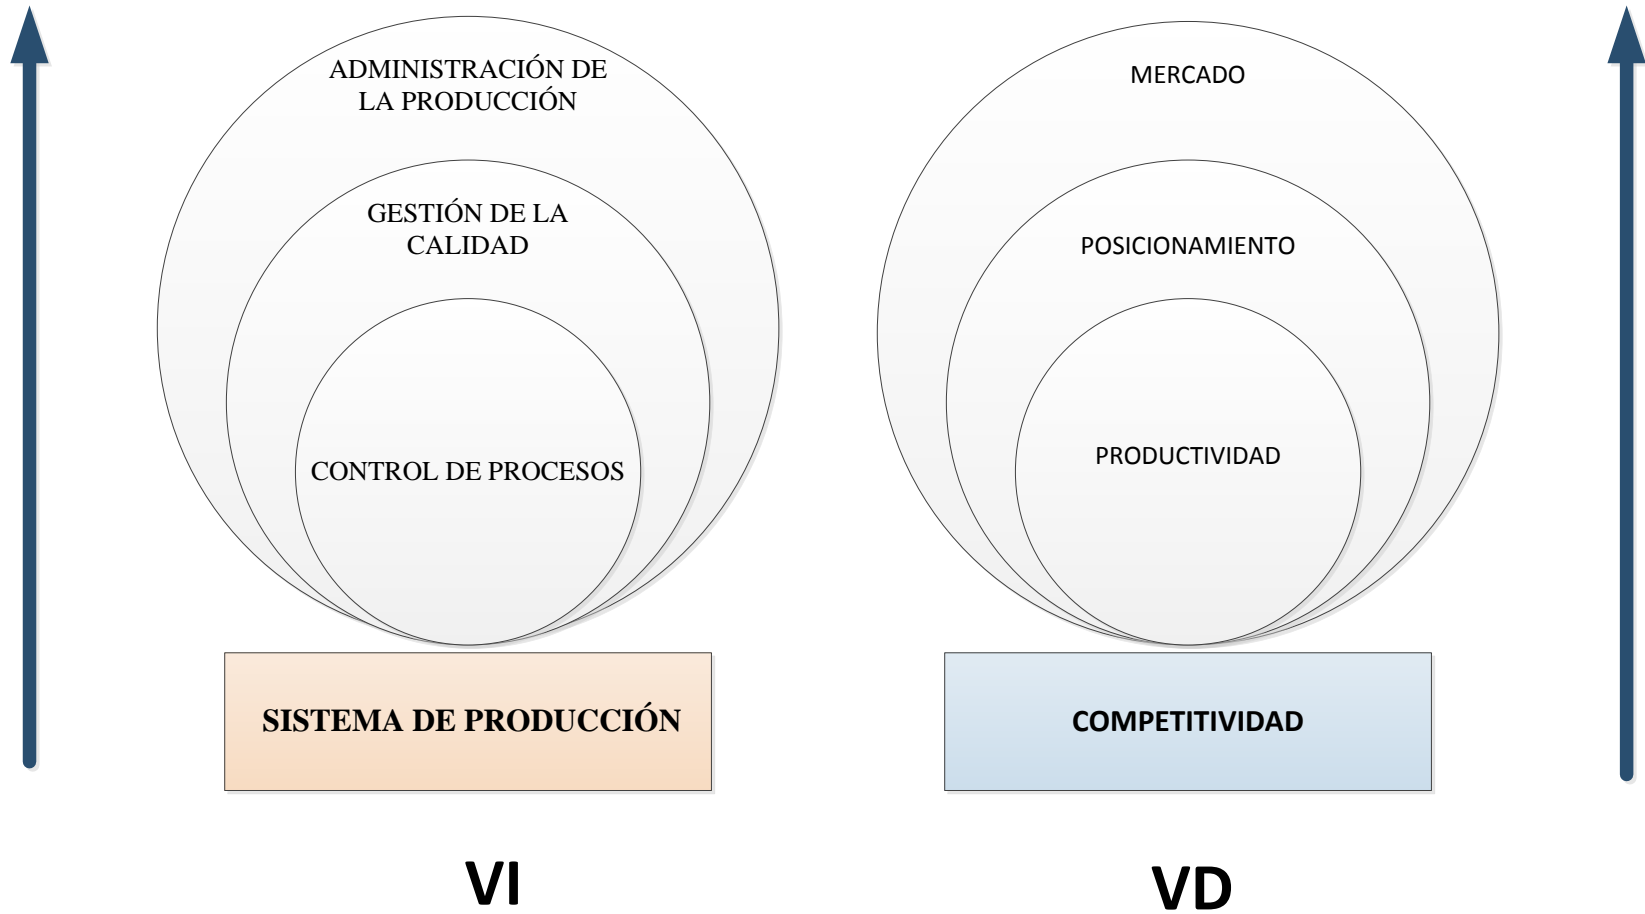 ADMINISTRACIÓN DE
LA PRODUCCIÓN
GESTIÓN DE LA
CALIDAD
CONTROL DE PROCESOS
SISTEMA DE PRODUCCIÓN
VI
MERCADO
POSICIONAMIENTO
PRODUCTIVIDAD
COMPETITIVIDAD
VD